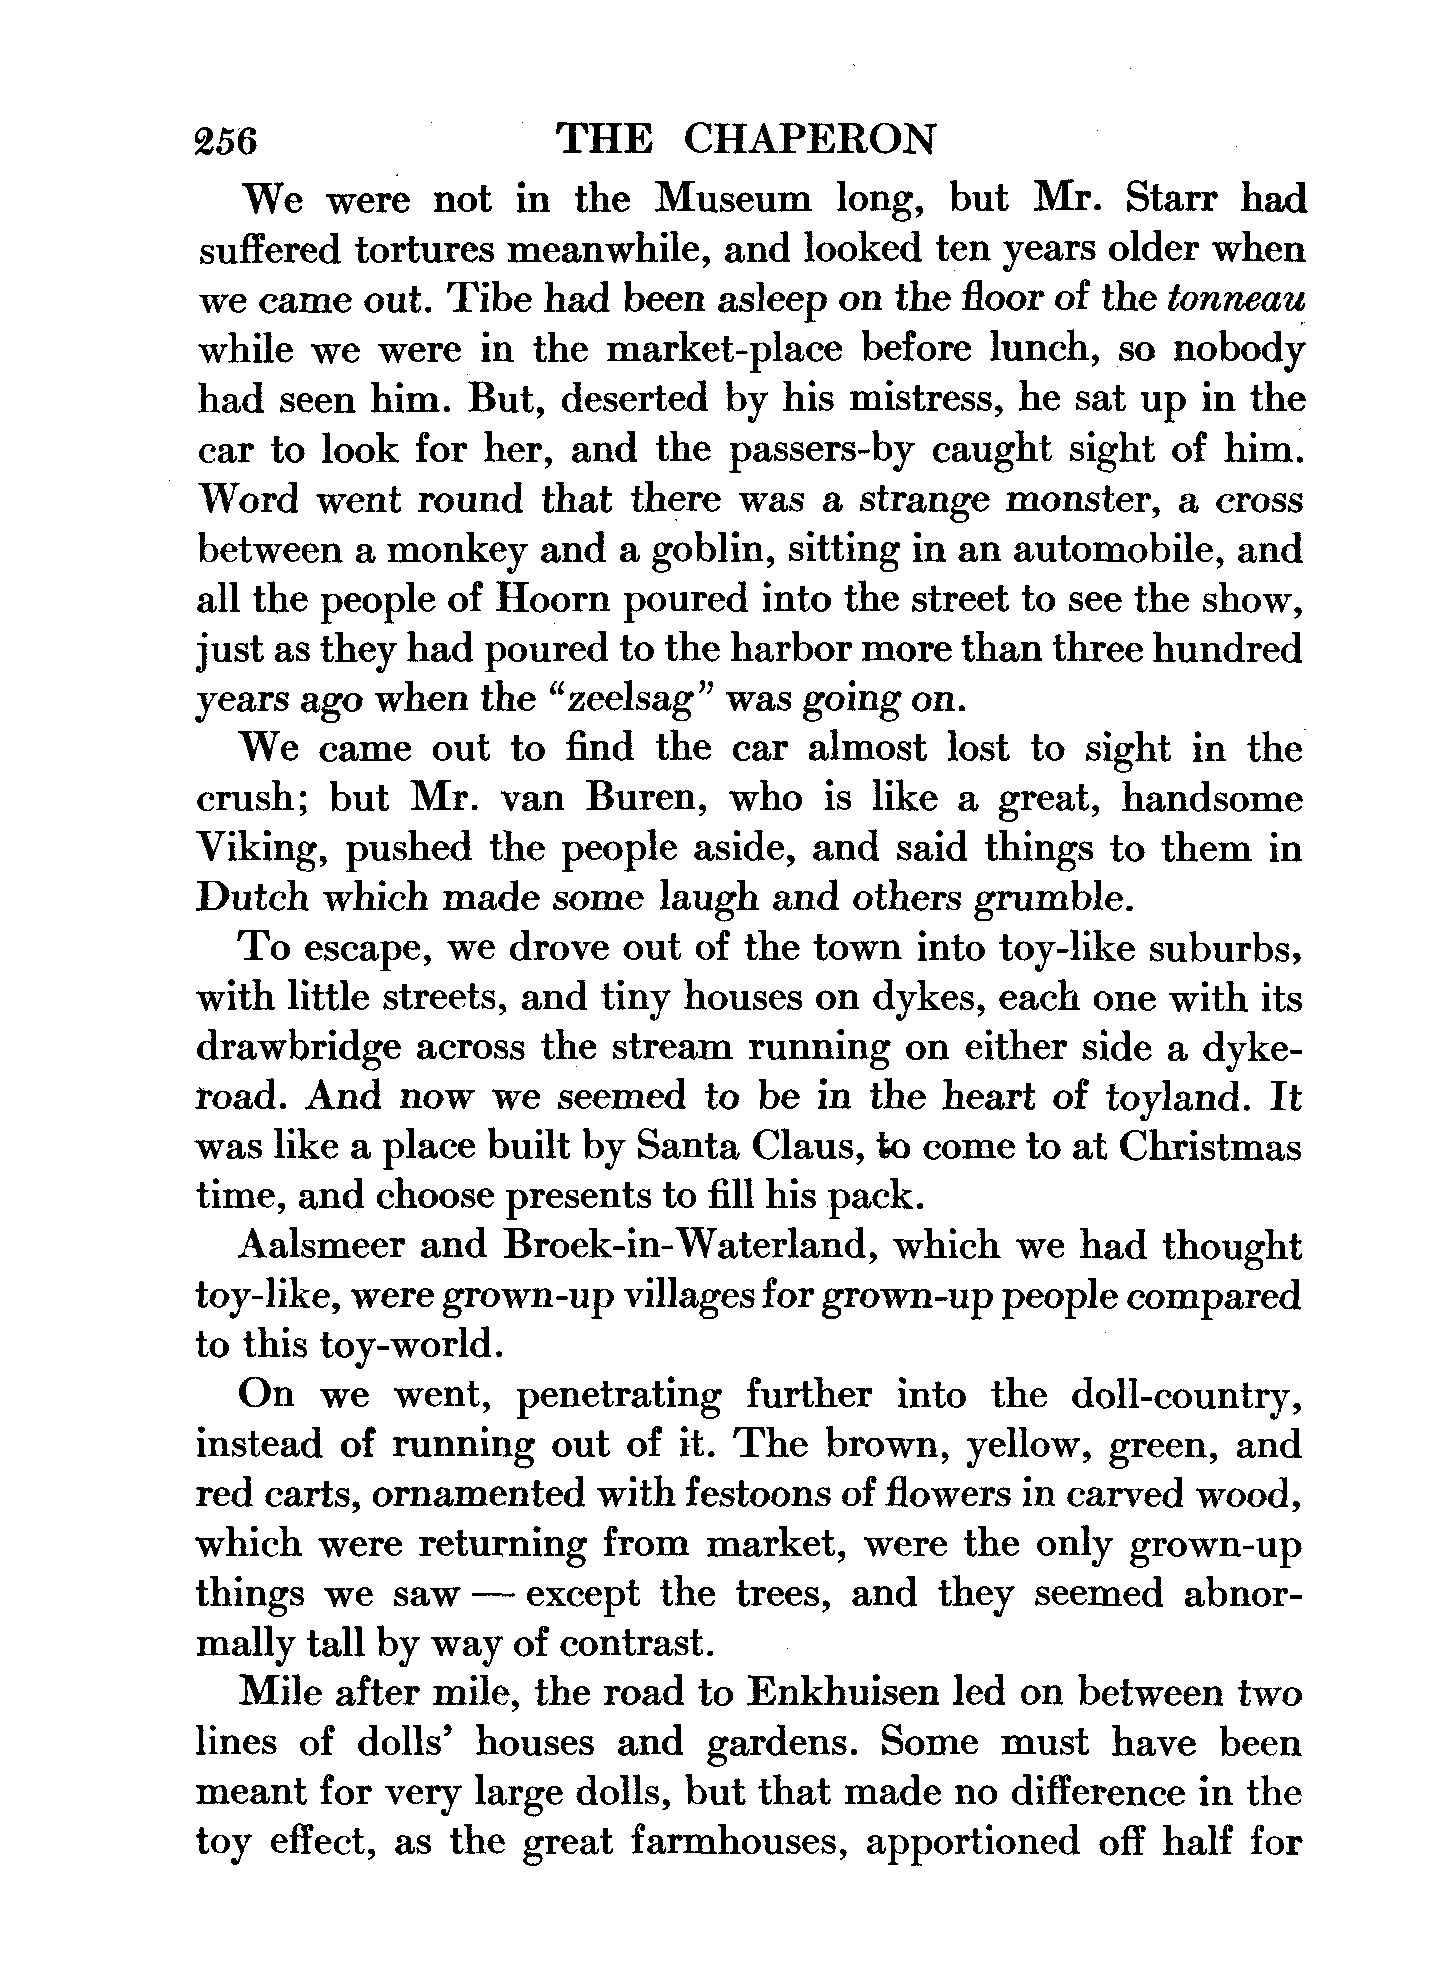 256 THE CHAPERON
We were not in the Museum long, but Mr. Starr had
suffered tortures meanwhile, and looked ten years older when
we came out. Tibe had been asleep on the floor of the tonneau
while we were in the market-place before lunch, so nobody
had seen him. But, deserted by his mistress, he sat up in the
car to look for her, and the passers-by caught sight of him.
Word went round that there was a strange monster, a cross
between a monkey and a goblin, sitting in an automobile, and
all the people of Hoorn poured into the street to see the show,
just as they had poured to the harbor more than three hundred
years ago when the “zeelsag” was going on.
We came out to find the car almost lost to sight in the
crush; but Mr. van Buren, who is like a great, handsome
Viking, pushed the people aside, and said things to them in
Dutch which made some laugh and others grumble.
To escape, we drove out of the town into toy-like suburbs,
with little streets, and tiny houses on dykes, each one with its
drawbridge across the stream running on either side a dyke-
road. And now we seemed to be in the heart of toyland. It
was like a place built by Santa Claus, to come to at Christmas
time, and choose presents to fill his pack.
Aalsmeer and Broek-in-Waterland, which we had thought
toy-like, were grown-up villages for grown-up people compared
to this toy-world.
On we went, penetrating further into the doll-country,
instead of running out of it. The brown, yellow, green, and
red carts, ornamented with festoons of flowers in carved wood,
which were returning from market, were the only grown-up
things we saw — except the trees, and they seemed abnor-
mally tall by way of contrast.
Mile after mile, the road to Enkhuisen led on between two
lines of dolls’ houses and gardens. Some must have been
meant for very large dolls, but that made no difference in the
toy effect, as the great farmhouses, apportioned off half for